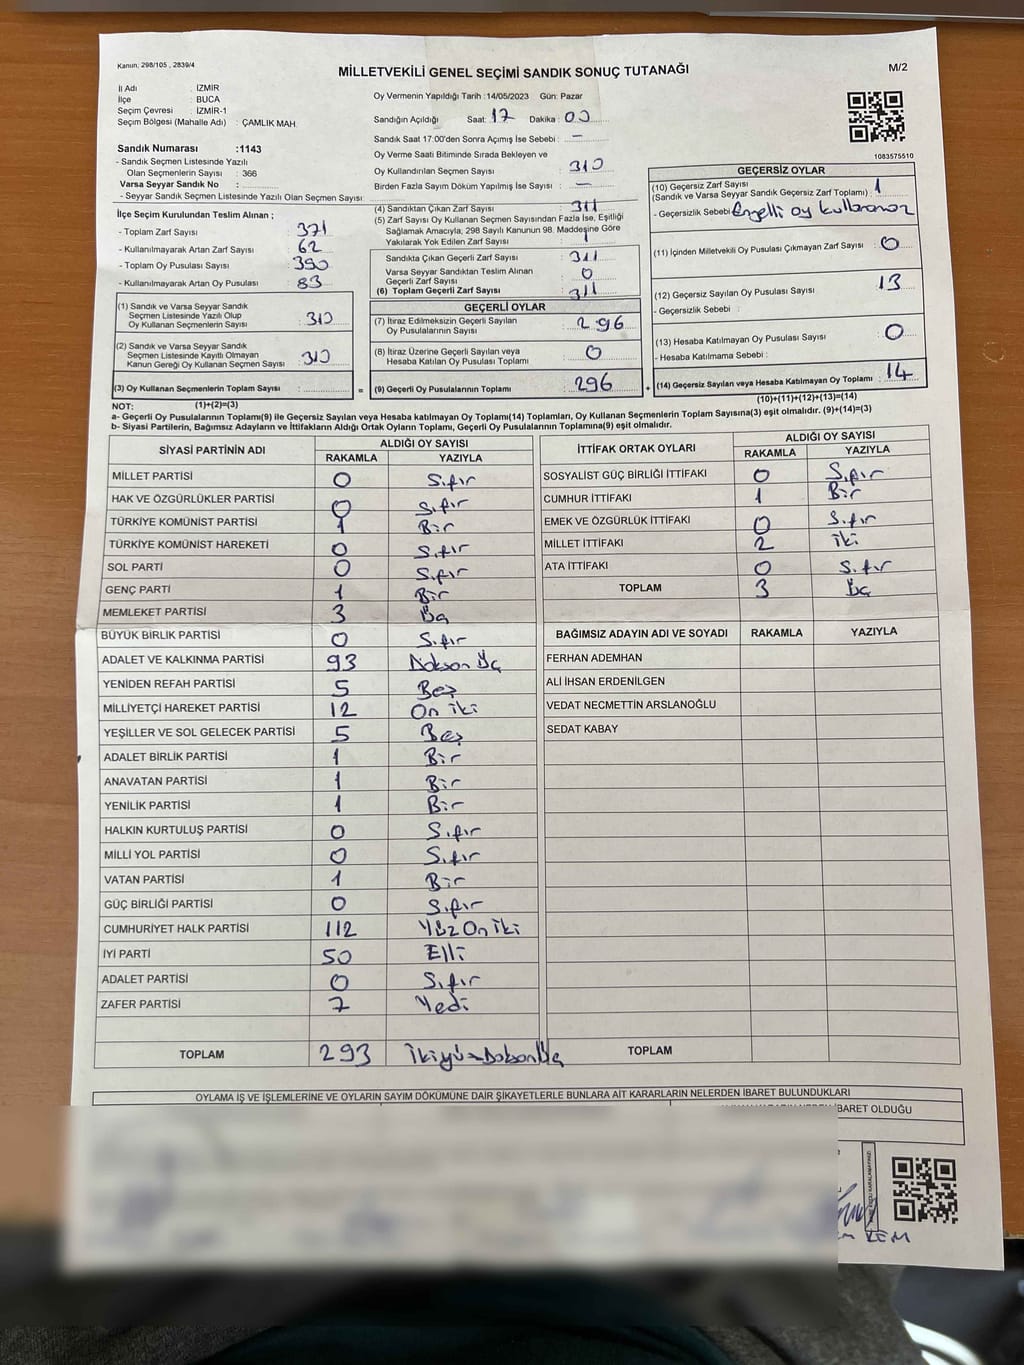 Kanun: 298/105 , 2839/4
MİLLETVEKİLİ GENEL SEÇİMİ SANDIK SONUÇ TUTANAĞI
M/2
İl Adı : İZMİR
İlçe : BUCA
Seçim Çevresi : İZMİR-1
Seçim Bölgesi (Mahalle Adı) : ÇAMLIK MAH.
Oy Vermenin Yapıldığı Tarih :14/05/2023 Gün: Pazar
Sandığın Açıldığı Saat: 17 Dakika : 00
Sandık Saat 17:00'den Sonra Açımış İse Sebebi : —
Oy Verme Saati Bitiminde Sırada Bekleyen ve
Oy Kullandırılan Seçmen Sayısı : 310
Birden Fazla Sayım Döküm Yapılmış İse Sayısı : —
1083575510
Sandık Numarası :1143
- Sandık Seçmen Listesinde Yazılı
Olan Seçmenlerin Sayısı : 366
Varsa Seyyar Sandık No :
- Seyyar Sandık Seçmen Listesinde Yazılı Olan Seçmen Sayısı
İlçe Seçim Kurulundan Teslim Alınan ;
- Toplam Zarf Sayısı : 371
- Kullanılmayarak Artan Zarf Sayısı : 62
- Toplam Oy Pusulası Sayısı : 390
- Kullanılmayarak Artan Oy Pusulası : 83
(1) Sandık ve Varsa Seyyar Sandık
Seçmen Listesinde Yazılı Olup
Oy Kullanan Seçmenlerin Sayısı : 310
(2) Sandık ve Varsa Seyyar Sandık
Seçmen Listesinde Kayıtlı Olmayan
Kanun Gereği Oy Kullanan Seçmen Sayısı : 310
(3) Oy Kullanan Seçmenlerin Toplam Sayısı :
(1)+(2)=(3)
(4) Sandıktan Çıkan Zarf Sayısı : 311
(5) Zarf Sayısı Oy Kullanan Seçmen Sayısından Fazla İse, Eşitliği
Sağlamak Amacıyla, 298 Sayılı Kanunun 98. Maddesine Göre
Yakılarak Yok Edilen Zarf Sayısı : 1
Sandıkta Çıkan Geçerli Zarf Sayısı : 311
Varsa Seyyar Sandıktan Teslim Alınan
Geçerli Zarf Sayısı : 0
(6) Toplam Geçerli Zarf Sayısı : 311
GEÇERLİ OYLAR
(7) İtiraz Edilmeksizin Geçerli Sayılan
Oy Pusulalarının Sayısı : 296
(8) İtiraz Üzerine Geçerli Sayılan veya
Hesaba Katılan Oy Pusulası Toplamı : 0
= (9) Geçerli Oy Pusulalarının Toplamı : 296
GEÇERSİZ OYLAR
(10) Geçersiz Zarf Sayısı
(Sandık ve Varsa Seyyar Sandık Geçersiz Zarf Toplamı) : 1
- Geçersizlik Sebebi : Engelli oy kullanımı
(11) İçinden Milletvekili Oy Pusulası Çıkmayan Zarf Sayısı : 0
(12) Geçersiz Sayılan Oy Pusulası Sayısı : 13
- Geçersizlik Sebebi :
(13) Hesaba Katılmayan Oy Pusulası Sayısı : 0
- Hesaba Katılmama Sebebi :
+ (14) Geçersiz Sayılan veya Hesaba Katılmayan Oy Toplamı : 14
(10)+(11)+(12)+(13)=(14)
NOT:
a- Geçerli Oy Pusulalarının Toplamı(9) ile Geçersiz Sayılan veya Hesaba katılmayan Oy Toplamı(14) Toplamları, Oy Kullanan Seçmenlerin Toplam Sayısına(3) eşit olmalıdır. (9)+(14)=(3)
b- Siyasi Partilerin, Bağımsız Adayların ve İttifakların Aldığı Ortak Oyların Toplamı, Geçerli Oy Pusulalarının Toplamına(9) eşit olmalıdır.
SİYASİ PARTİNİN ADI ALDIĞI OY SAYISI
RAKAMLA YAZIYLA
MİLLET PARTİSİ 0 Sıfır
HAK VE ÖZGÜRLÜKLER PARTİSİ 0 Sıfır
TÜRKİYE KOMÜNİST PARTİSİ 1 Bir
TÜRKİYE KOMÜNİST HAREKETİ 0 Sıfır
SOL PARTİ 0 Sıfır
GENÇ PARTİ 1 Bir
MEMLEKET PARTİSİ 3 Üç
BÜYÜK BİRLİK PARTİSİ 0 Sıfır
ADALET VE KALKINMA PARTİSİ 93 Doksan Üç
YENİDEN REFAH PARTİSİ 5 Beş
MİLLİYETÇİ HAREKET PARTİSİ 12 On iki
YEŞİLLER VE SOL GELECEK PARTİSİ 5 Beş
ADALET BİRLİK PARTİSİ 1 Bir
ANAVATAN PARTİSİ 1 Bir
YENİLİK PARTİSİ 1 Bir
HALKIN KURTULUŞ PARTİSİ 0 Sıfır
MİLLİ YOL PARTİSİ 0 Sıfır
VATAN PARTİSİ 1 Bir
GÜÇ BİRLİĞİ PARTİSİ 0 Sıfır
CUMHURİYET HALK PARTİSİ 112 Yüz On iki
İYİ PARTİ 50 Elli
ADALET PARTİSİ 0 Sıfır
ZAFER PARTİSİ 7 Yedi
TOPLAM 293 İkiyüz Doksan Üç
İTTİFAK ORTAK OYLARI ALDIĞI OY SAYISI
RAKAMLA YAZIYLA
SOSYALİST GÜÇ BİRLİĞİ İTTİFAKI 0 Sıfır
CUMHUR İTTİFAKI 1 Bir
EMEK VE ÖZGÜRLÜK İTTİFAKI 0 Sıfır
MİLLET İTTİFAKI 2 iki
ATA İTTİFAKI 0 Sıfır
TOPLAM 3 Üç
BAĞIMSIZ ADAYIN ADI VE SOYADI RAKAMLA YAZIYLA
FERHAN ADEMHAN
ALİ İHSAN ERDENİLGEN
VEDAT NECMETTİN ARSLANOĞLU
SEDAT KABAY
TOPLAM
OYLAMA İŞ VE İŞLEMLERİNE VE OYLARIN SAYIM DÖKÜMÜNE DAİR ŞİKAYETLERLE BUNLARA AİT KARARLARIN NELERDEN İBARET BULUNDUKLARI
İBARET OLDUĞU